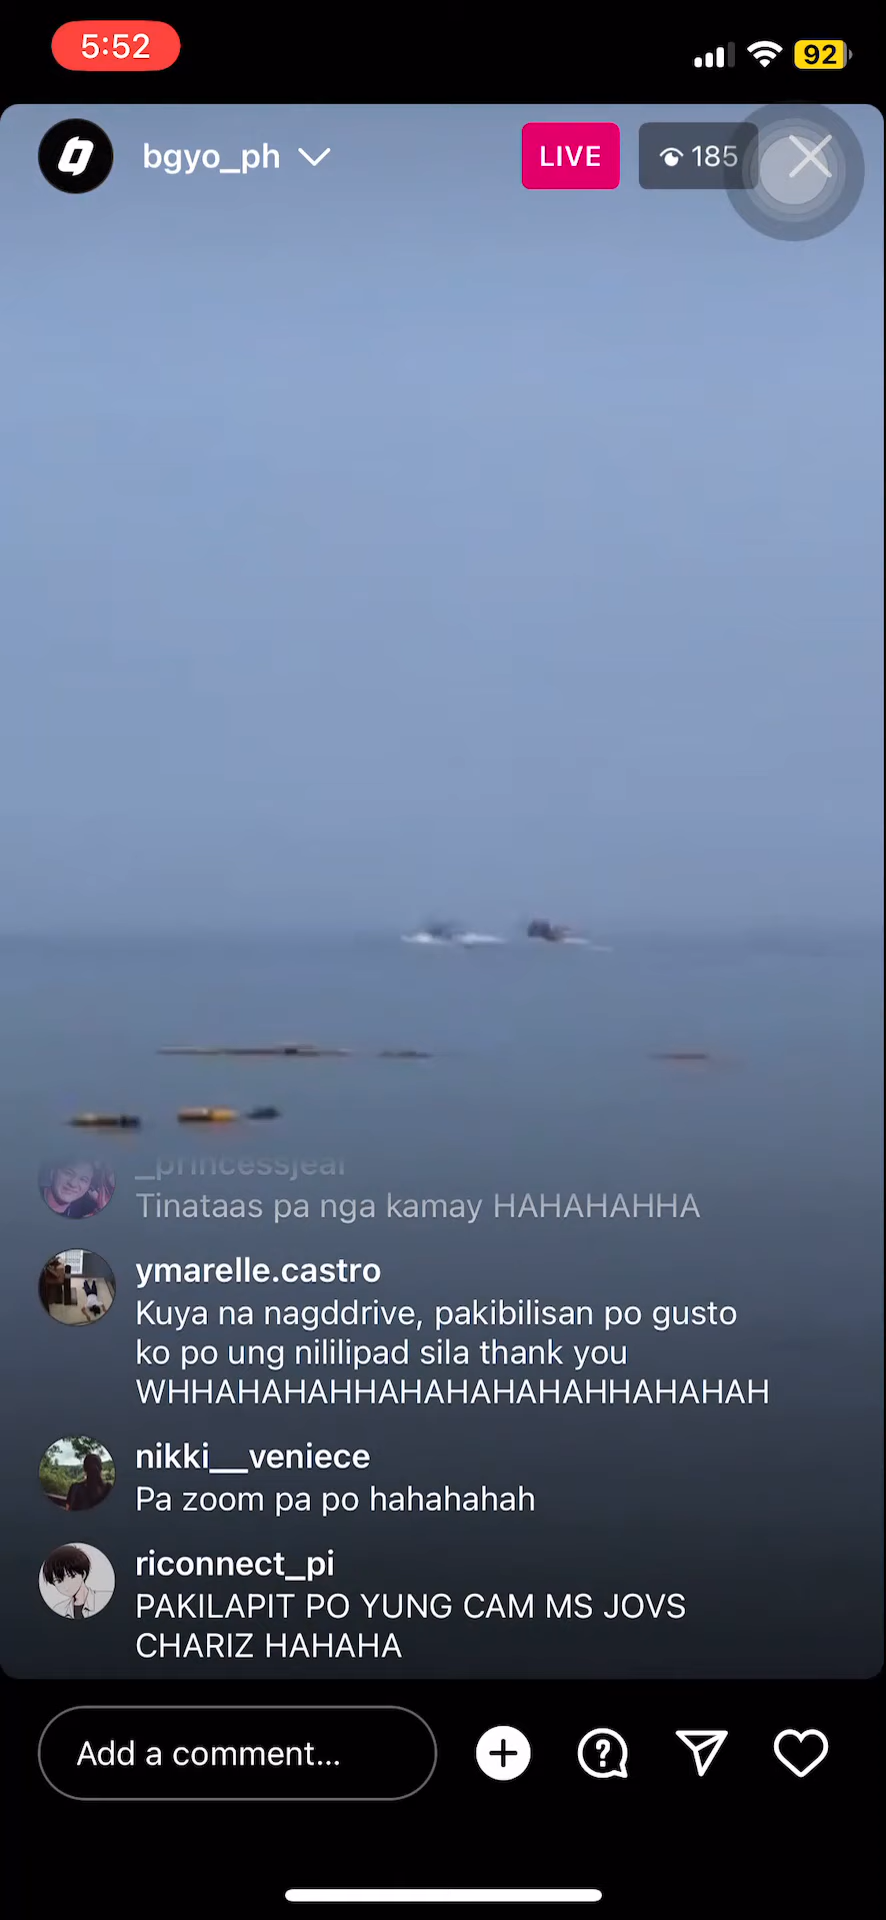 5:52
92
bgyo_ph
LIVE
185
_princessjeal
Tinataas pa nga kamay HAHAHAHHA
ymarelle.castro
Kuya na nagddrive, pakibilisan po gusto
ko po ung nililipad sila thank you
WHHAHAHAHHAHAHAHAHAHHAHAHAH
nikki__veniece
Pa zoom pa po hahahahah
riconnect_pi
PAKILAPIT PO YUNG CAM MS JOVS
CHARIZ HAHAHA
Add a comment...